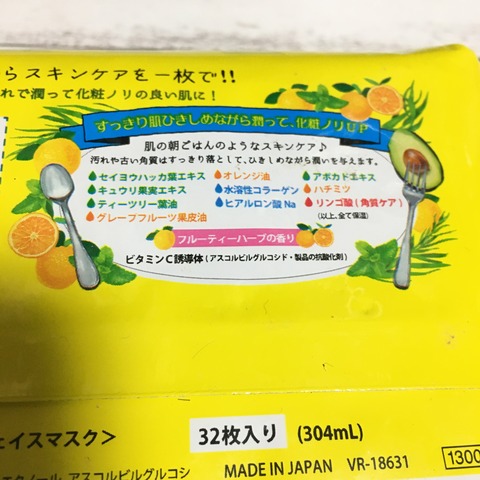 らスキンケアを一枚で!!
れで潤って化粧ノリの良い肌に!
すっきり肌ひきしめながら潤って、化粧ノリUP
肌の朝ごはんのようなスキンケア♪
汚れや古い角質はすっきり落として、ひきしめながら潤いを与えます。
セイヨウハッカ葉エキス オレンジ油 アボカドエキス
キュウリ果実エキス 水溶性コラーゲン ハチミツ
ティーツリー葉油 ヒアルロン酸Na リンゴ酸(角質ケア)
グレープフルーツ果皮油 (以上、全て保湿)
フルーティーハーブの香り
ビタミンC誘導体(アスコルビルグルコシド・製品の抗酸化剤)
ェイスマスク>
32枚入り (304mL)
エタノール、アスコルビルグルコシ
MADE IN JAPAN VR-18631
1300